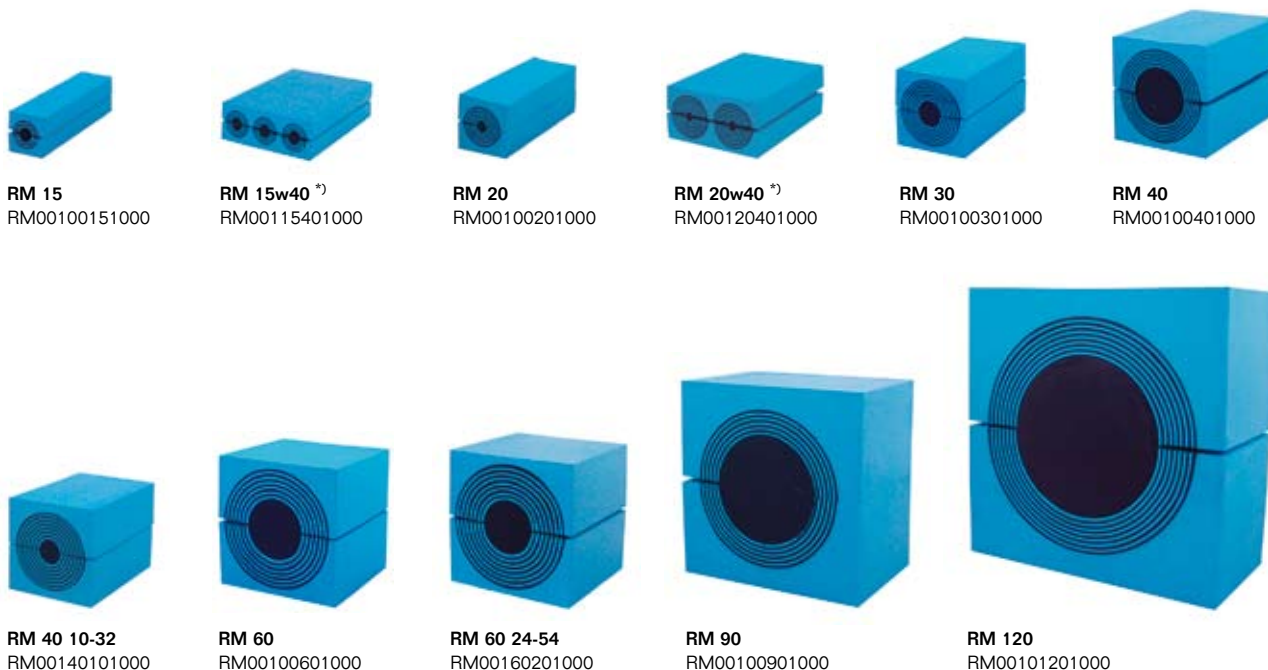 RM 15
RM00100151000
RM 15w40 *)
RM00115401000
RM 20
RM00100201000
RM 20w40 *)
RM00120401000
RM 30
RM00100301000
RM 40
RM00100401000
RM 40 10-32
RM00140101000
RM 60
RM00100601000
RM 60 24-54
RM00160201000
RM 90
RM00100901000
RM 120
RM00101201000